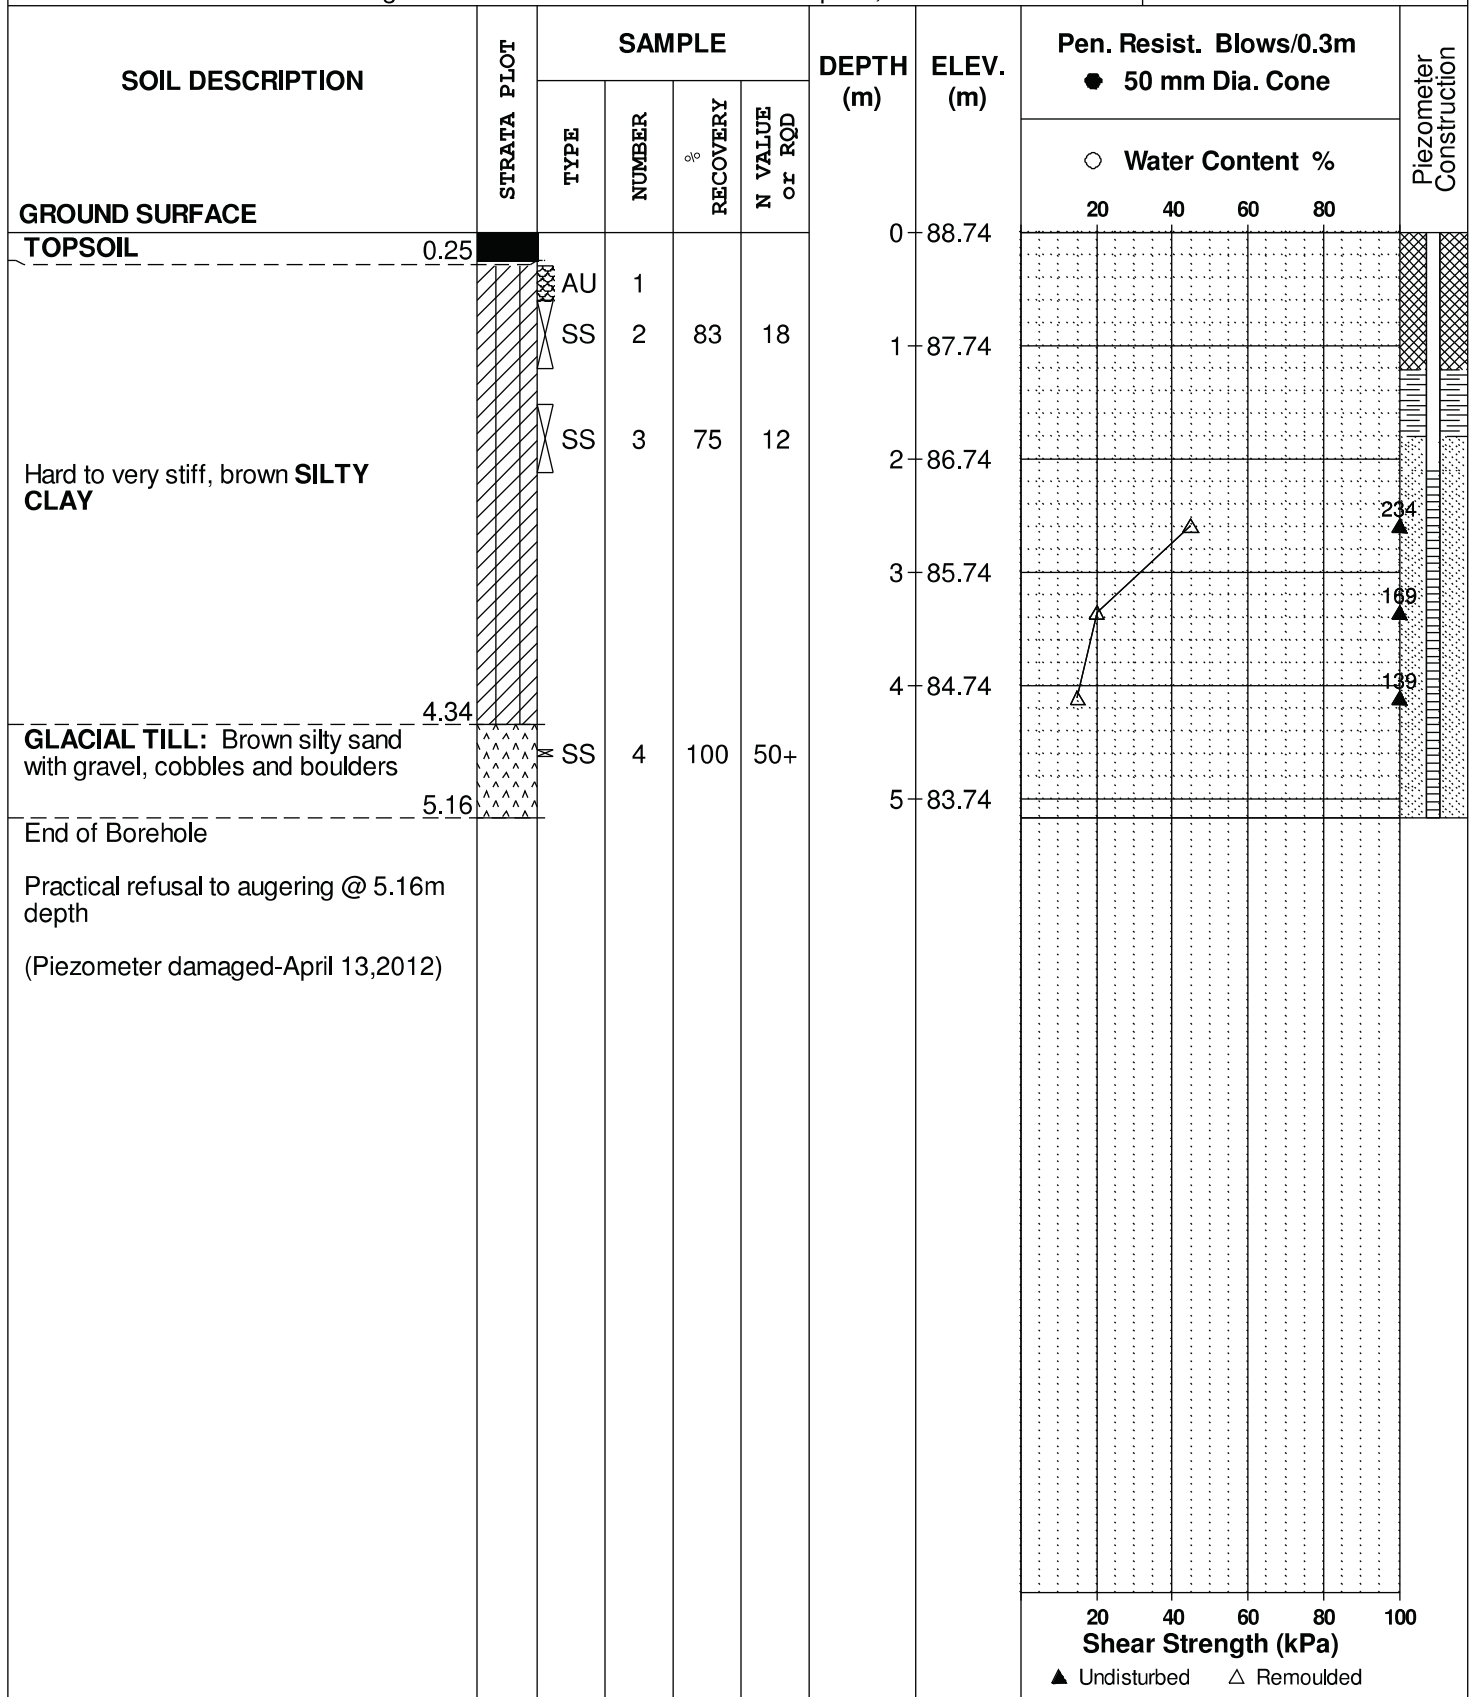 SOIL DESCRIPTION
STRATA PLOT
SAMPLE
TYPE
NUMBER
% RECOVERY
N VALUE or RQD
DEPTH (m)
ELEV. (m)
Pen. Resist. Blows/0.3m
● 50 mm Dia. Cone
○ Water Content %
20 40 60 80
Piezometer Construction
GROUND SURFACE
0 88.74
TOPSOIL 0.25
AU 1
SS 2 83 18
1 87.74
SS 3 75 12
2 86.74
Hard to very stiff, brown SILTY
CLAY
234
3 85.74
169
4 84.74
139
4.34
GLACIAL TILL: Brown silty sand
with gravel, cobbles and boulders
SS 4 100 50+
5 83.74
5.16
End of Borehole
Practical refusal to augering @ 5.16m
depth
(Piezometer damaged-April 13,2012)
20 40 60 80 100
Shear Strength (kPa)
▲ Undisturbed △ Remoulded